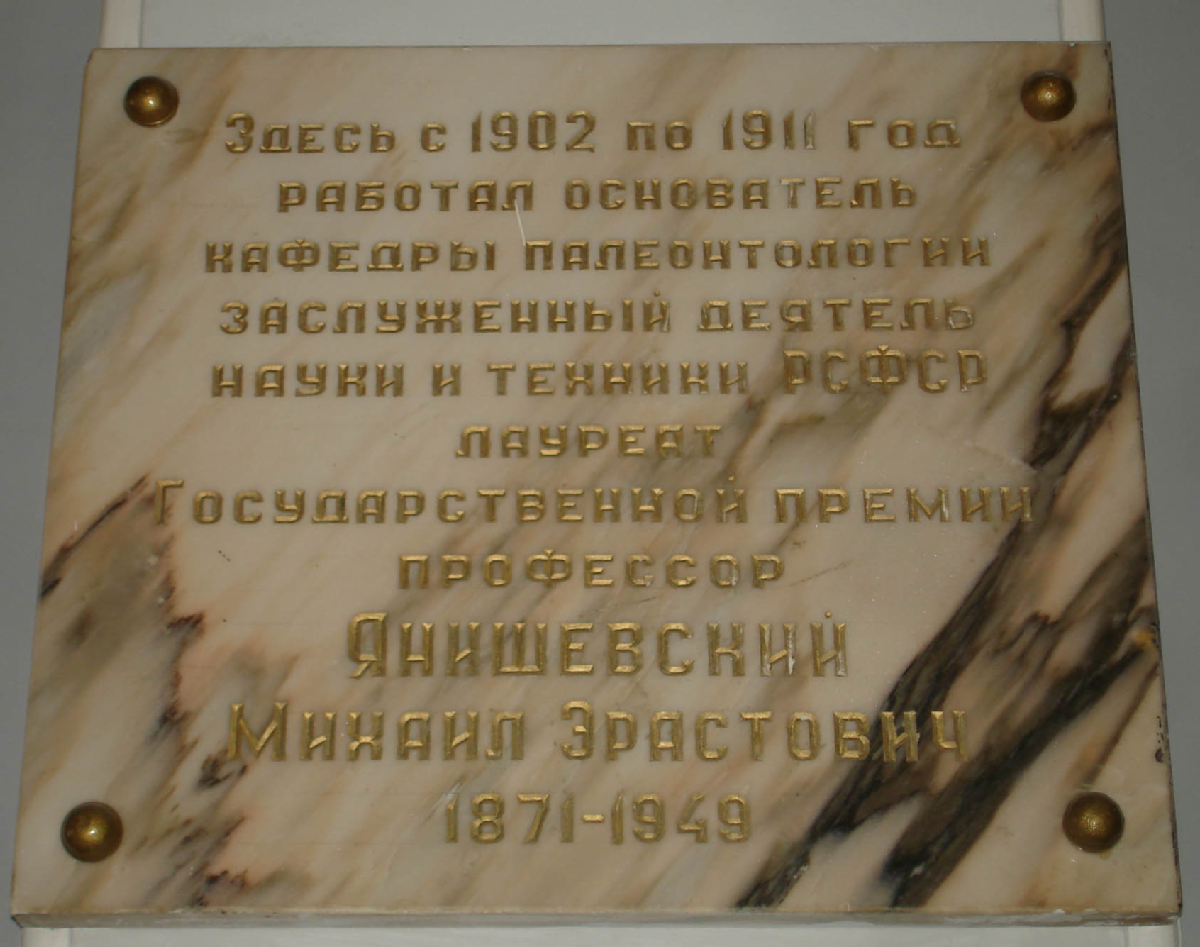 Здесь с 1902 по 1911 год
работал основатель
кафедры палеонтологии
заслуженный деятель
науки и техники РСФСР
лауреат
Государственной премии
профессор
Янишевский
Михаил Эрастович
1871-1949